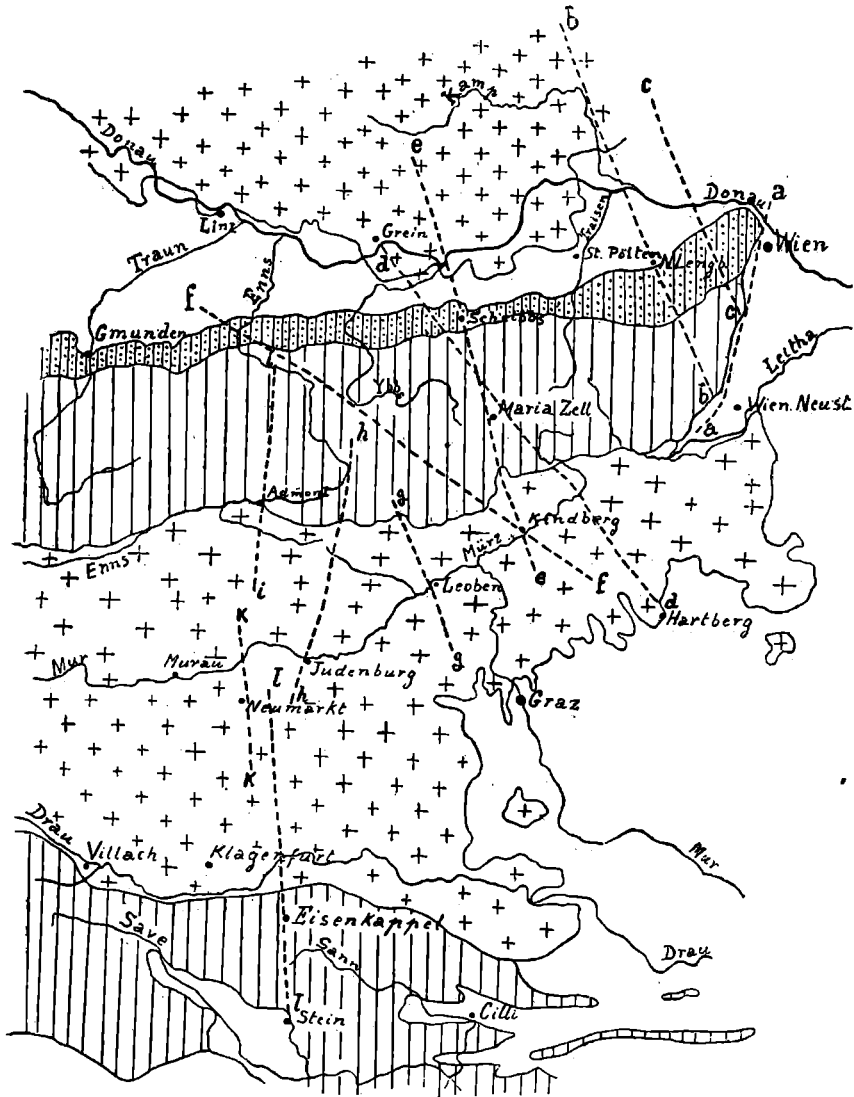 b
Kamp
c
e
Donau
Donau
a
Linz
Grein
Traisen
Wien
Traun
Enns
d
St. Pölten
N. Lengb.
f
Gmunden
Scheibbs
c
Leitha
Ybbs
b
Maria Zell
Wien. Neust
a
h
Admont
g
Kindberg
Enns
Mürz
i
Leoben
e
f
d
Hartberg
K
Mur
Murau
Judenburg
g
l
h
Neumarkt
Graz
K
Drau
Villach
Klagenfurt
Mur
Eisenkappel
Save
Sann
Drau
l
Stein
Cilli